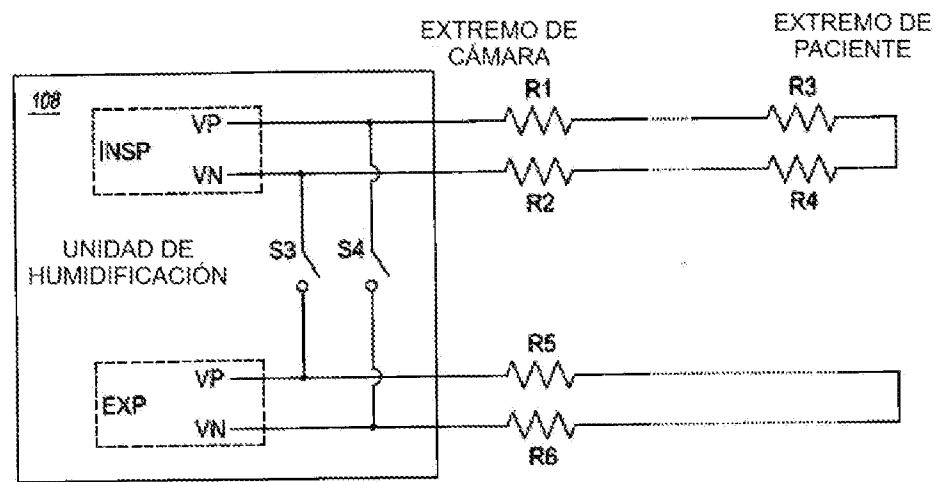 EXTREMO DE
CÁMARA
EXTREMO DE
PACIENTE
108
R1
R3
VP
INSP
VN
R2
R4
UNIDAD DE
HUMIDIFICACIÓN
S3
S4
R5
VP
EXP
VN
R6